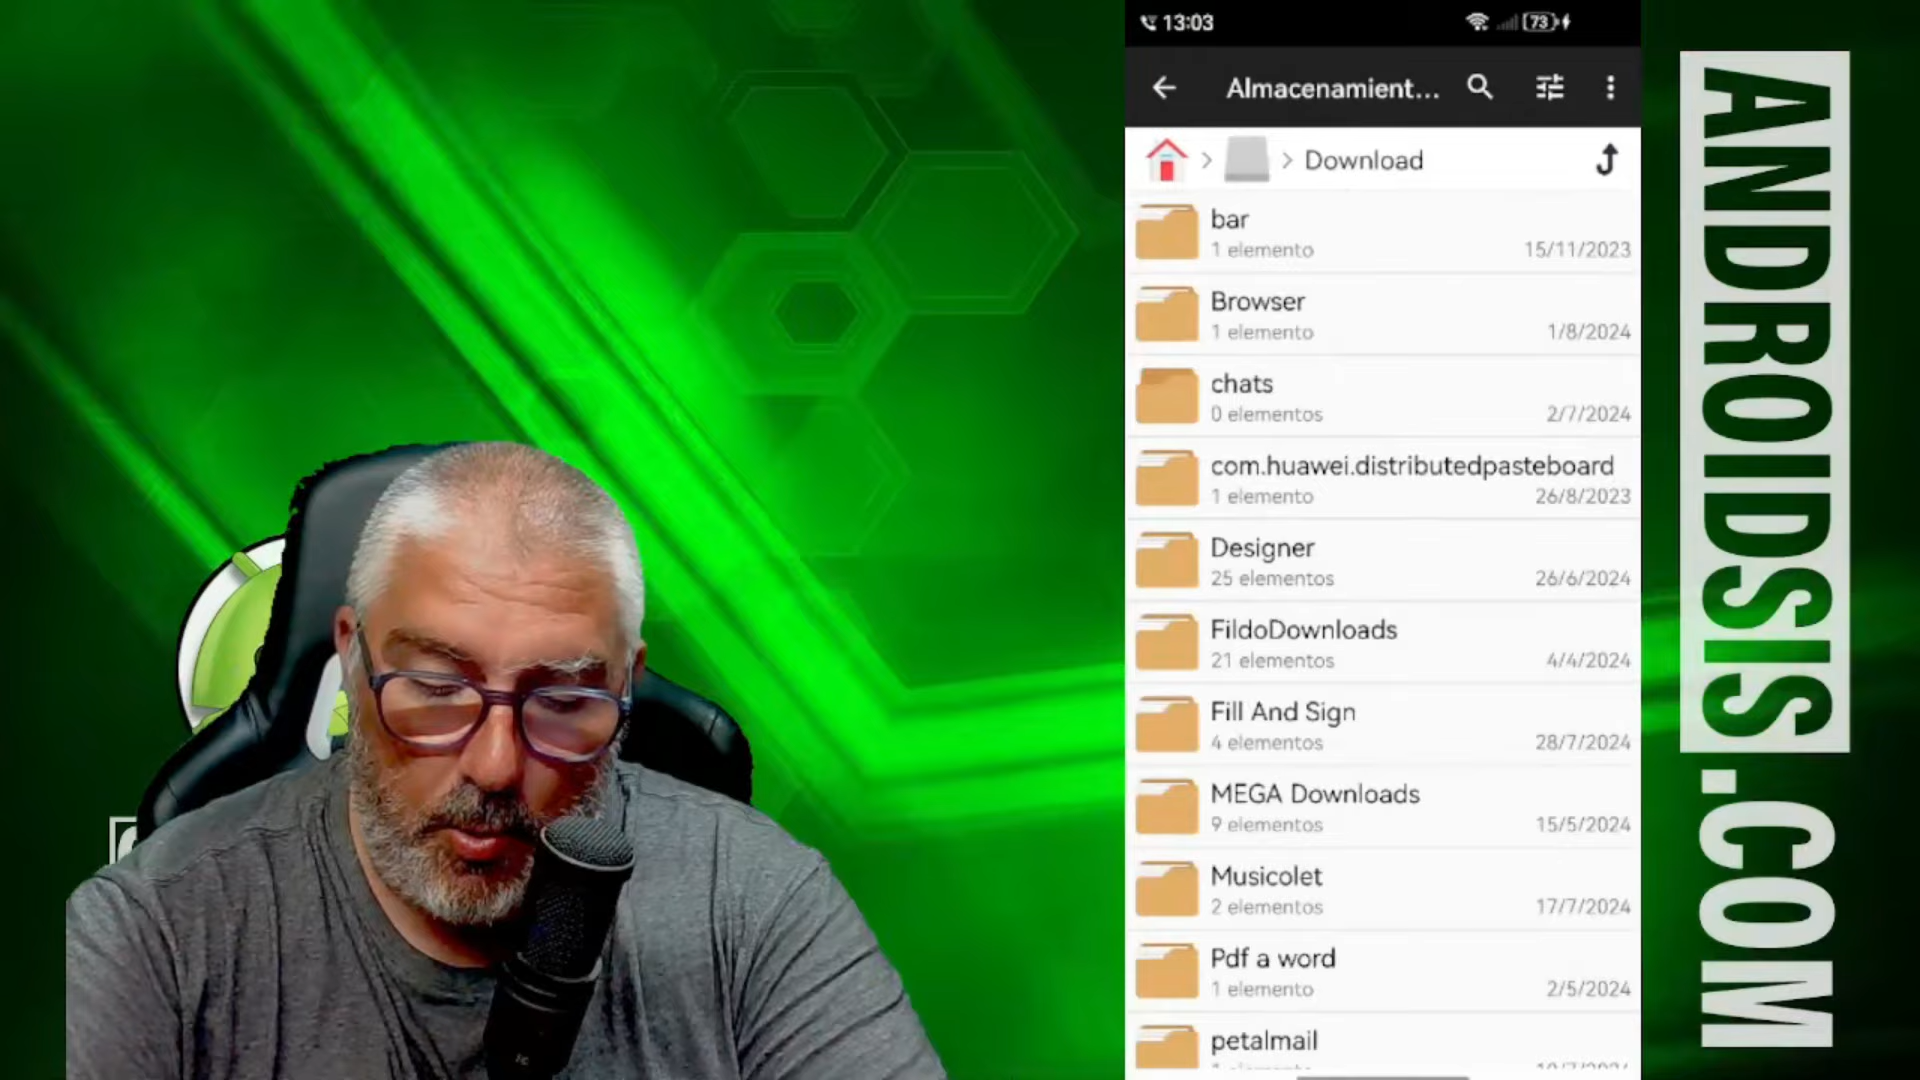 13:03
73
Almacenamient...
Download
bar
1 elemento 15/11/2023
Browser
1 elemento 1/8/2024
chats
0 elementos 2/7/2024
com.huawei.distributedpasteboard
1 elemento 26/8/2023
Designer
25 elementos 26/6/2024
FildoDownloads
21 elementos 4/4/2024
Fill And Sign
4 elementos 28/7/2024
MEGA Downloads
9 elementos 15/5/2024
Musicolet
2 elementos 17/7/2024
Pdf a word
1 elemento 2/5/2024
petalmail
ANDROIDSIS.COM